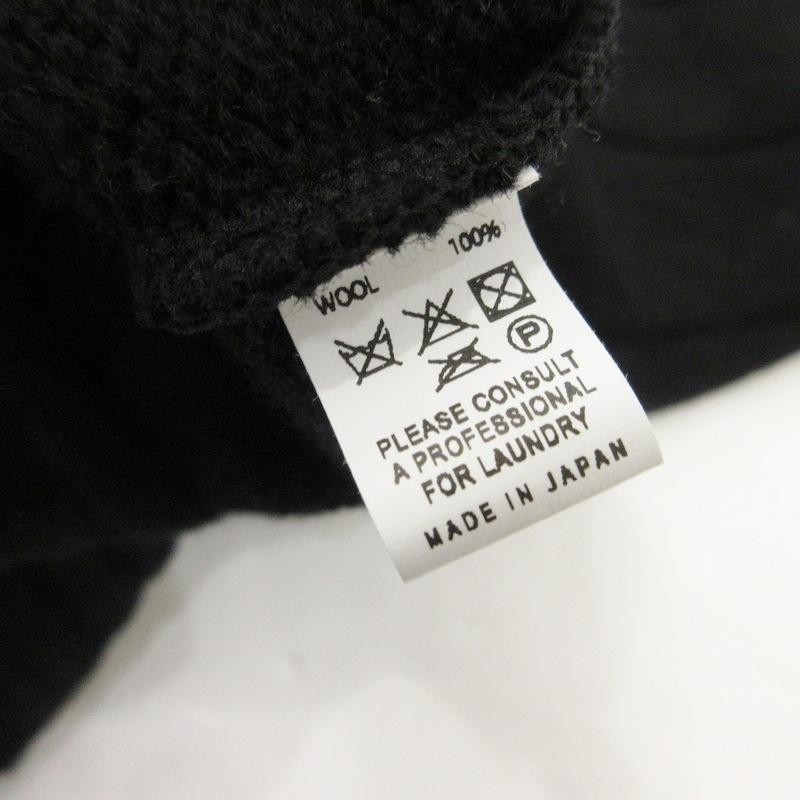 WOOL 100%
P
PLEASE CONSULT
A PROFESSIONAL
FOR LAUNDRY
MADE IN JAPAN